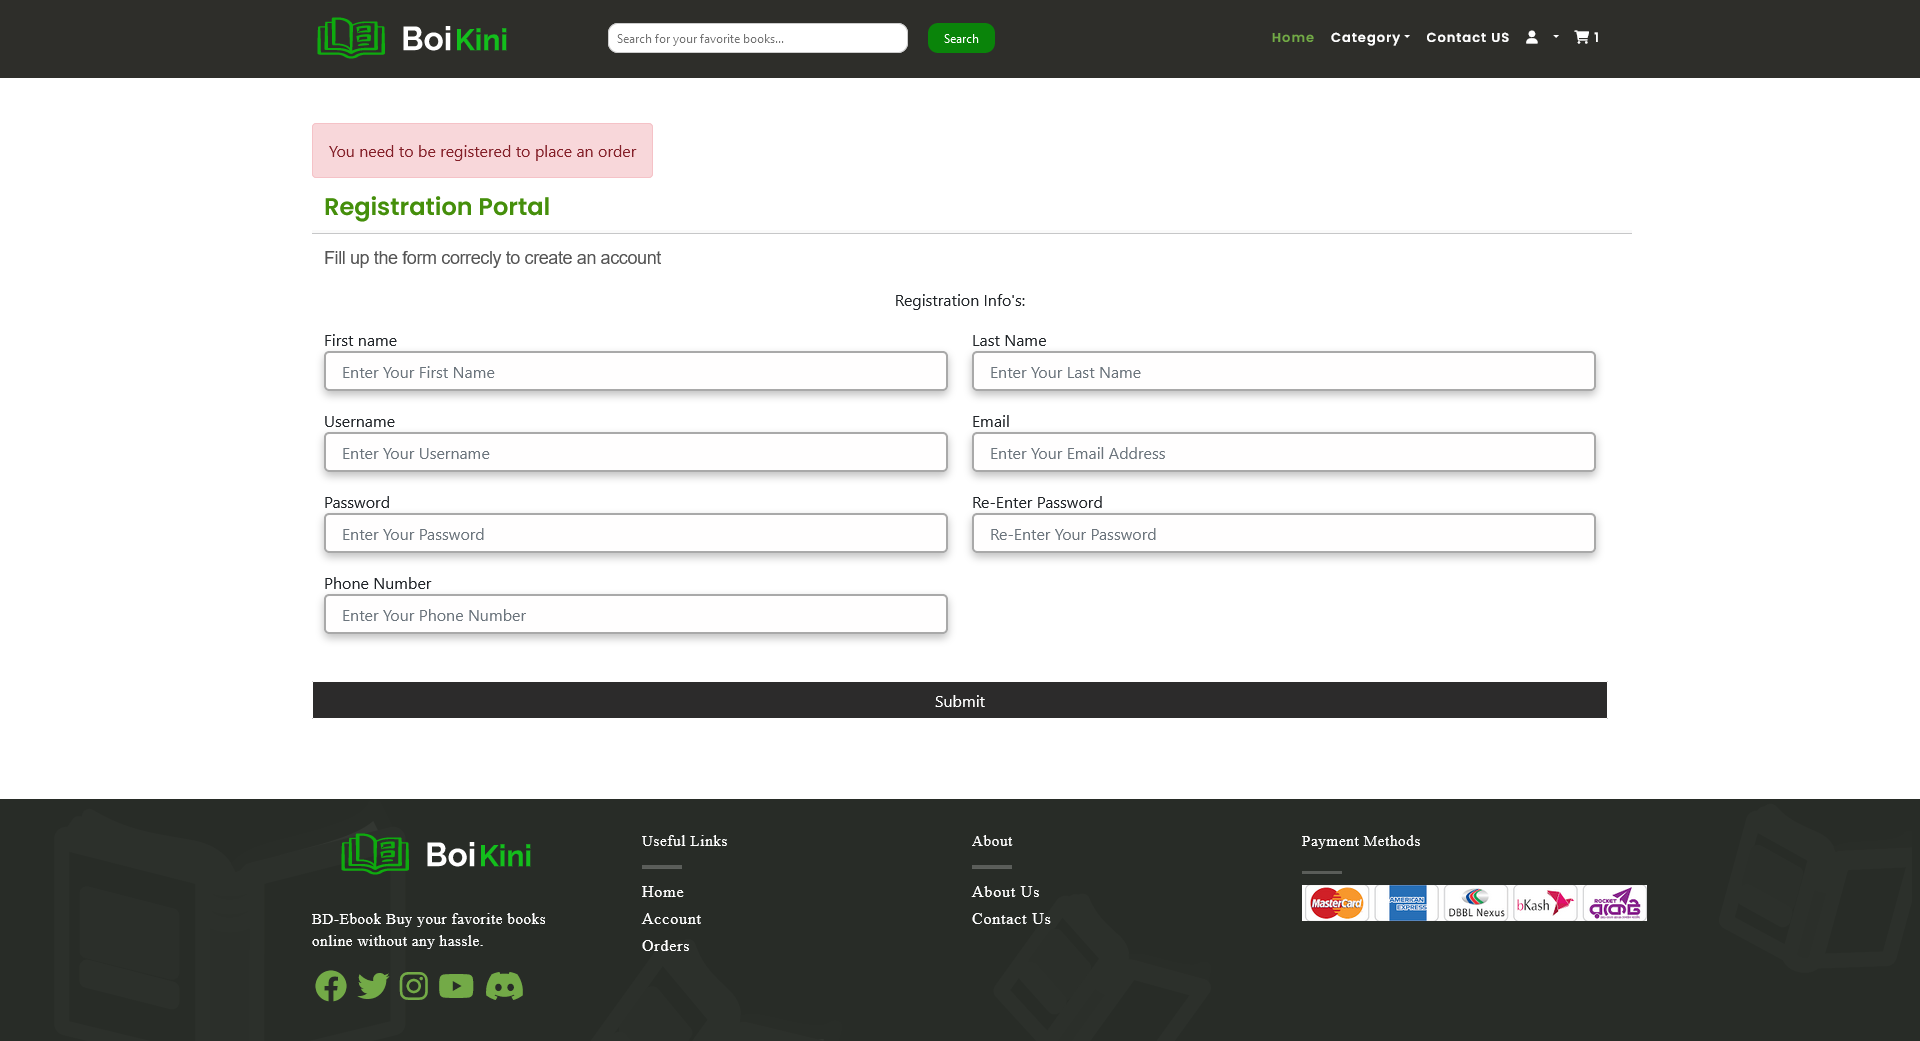 BoiKini
Search for your favorite books...
Search
Home
Category
Contact US
1
You need to be registered to place an order
Registration Portal
Fill up the form correcly to create an account
Registration Info's:
First name
Last Name
Enter Your First Name
Enter Your Last Name
Username
Email
Enter Your Username
Enter Your Email Address
Password
Re-Enter Password
Enter Your Password
Re-Enter Your Password
Phone Number
Enter Your Phone Number
Submit
BoiKini
BD-Ebook Buy your favorite books
online without any hassle.
Useful Links
Home
Account
Orders
About
About Us
Contact Us
Payment Methods
MasterCard
AMERICAN
EXPRESS
DBBL Nexus
bKash
ROCKET